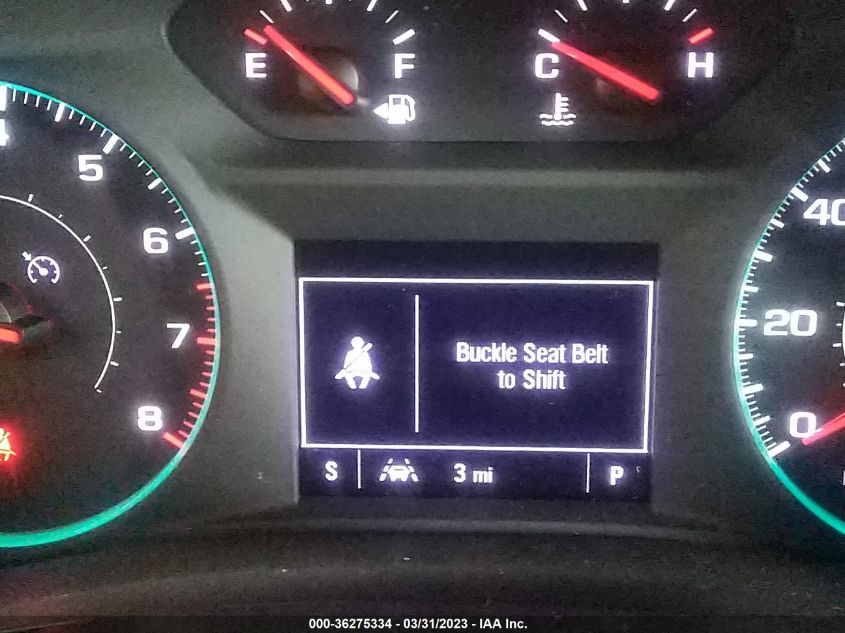 E F
C H
4
5
6
7
8
40
20
0
Buckle Seat Belt
to Shift
S 3 mi P
000-36275334 - 03/31/2023 - IAA Inc.